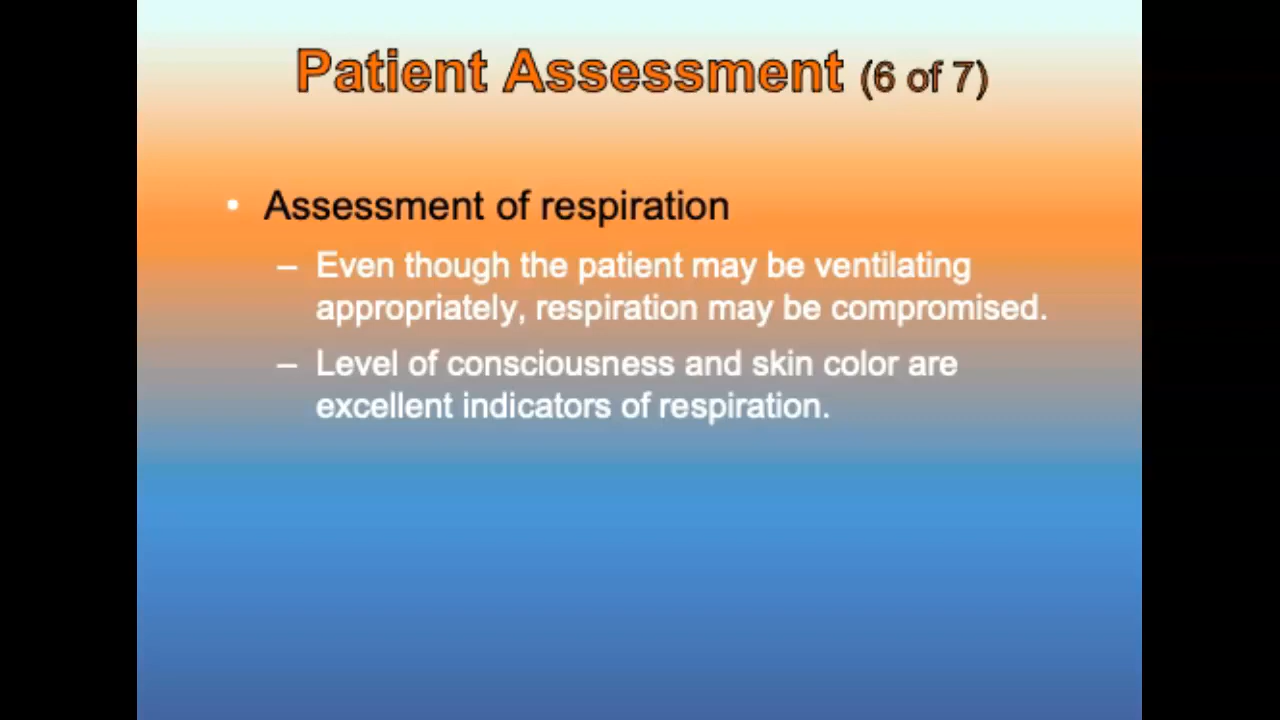 Patient Assessment (6 of 7)
• Assessment of respiration
– Even though the patient may be ventilating
appropriately, respiration may be compromised.
– Level of consciousness and skin color are
excellent indicators of respiration.